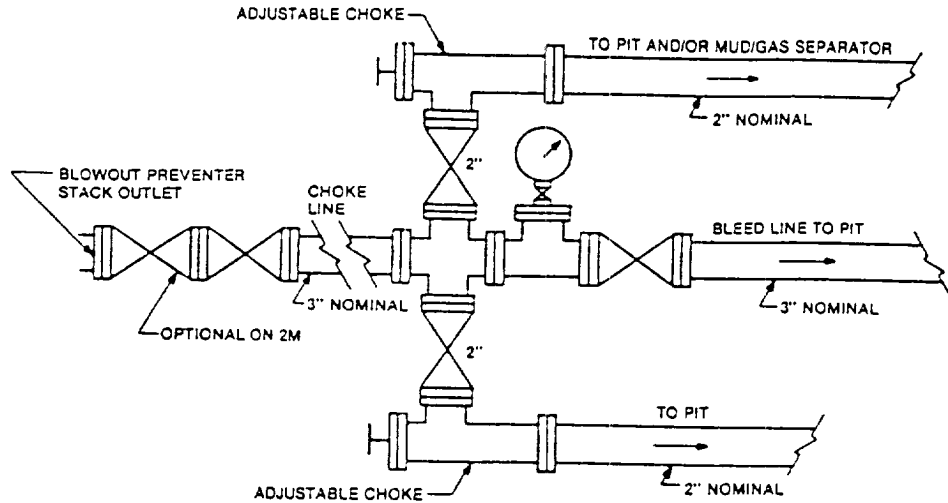 ADJUSTABLE CHOKE
TO PIT AND/OR MUD/GAS SEPARATOR
2" NOMINAL
2"
BLOWOUT PREVENTER
STACK OUTLET
CHOKE
LINE
BLEED LINE TO PIT
3" NOMINAL
3" NOMINAL
OPTIONAL ON 2M
2"
TO PIT
2" NOMINAL
ADJUSTABLE CHOKE